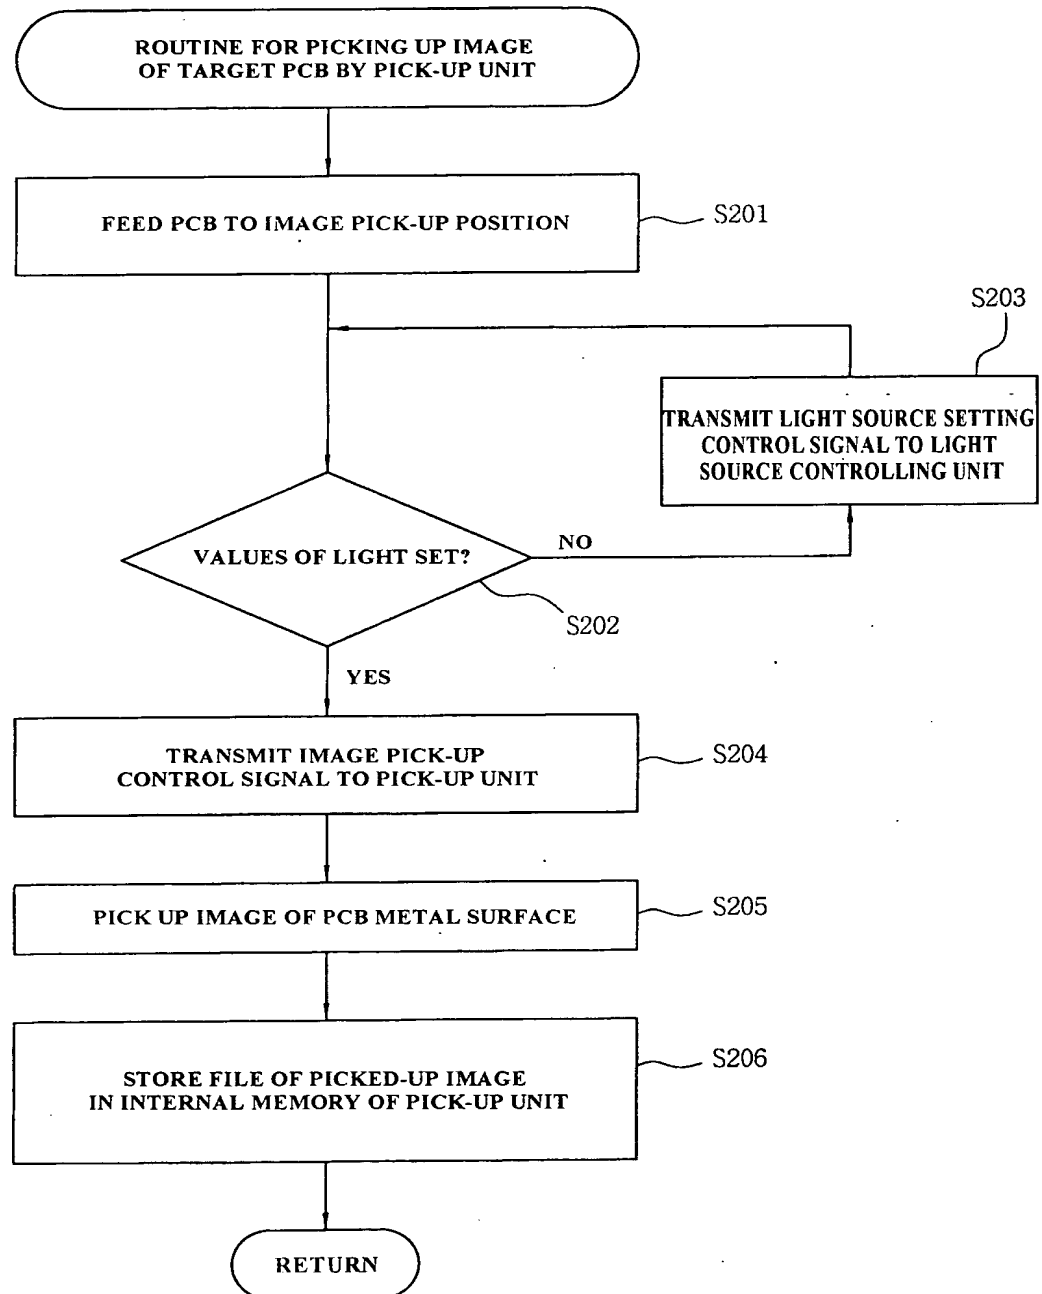 ROUTINE FOR PICKING UP IMAGE
OF TARGET PCB BY PICK-UP UNIT
FEED PCB TO IMAGE PICK-UP POSITION
S201
S203
TRANSMIT LIGHT SOURCE SETTING
CONTROL SIGNAL TO LIGHT
SOURCE CONTROLLING UNIT
VALUES OF LIGHT SET?
NO
S202
YES
TRANSMIT IMAGE PICK-UP
CONTROL SIGNAL TO PICK-UP UNIT
S204
PICK UP IMAGE OF PCB METAL SURFACE
S205
STORE FILE OF PICKED-UP IMAGE
IN INTERNAL MEMORY OF PICK-UP UNIT
S206
RETURN